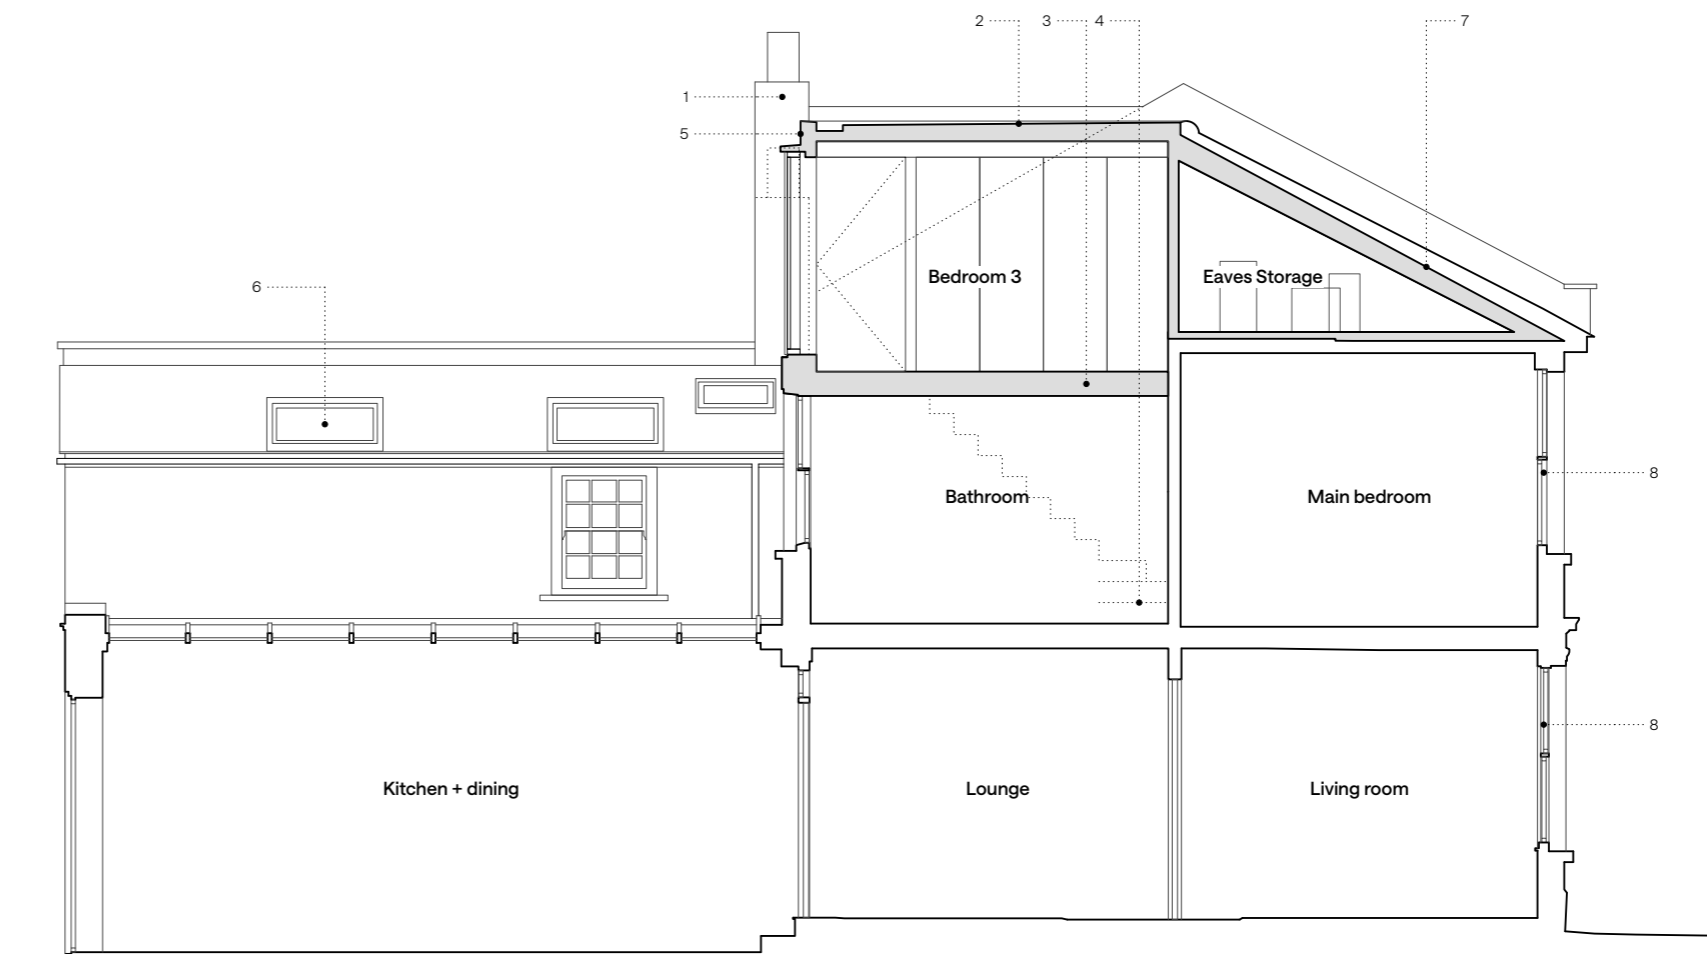 2
3
4
7
1
5
Bedroom 3
Eaves Storage
6
8
Bathroom
Main bedroom
8
Kitchen + dining
Lounge
Living room